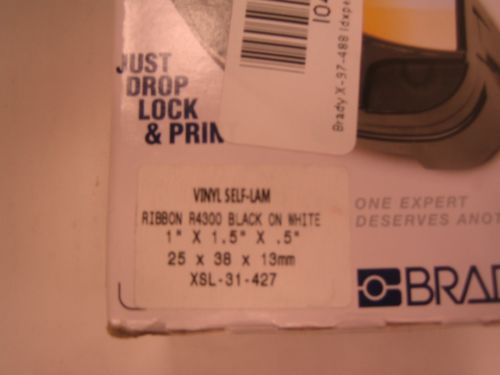 JUST
DROP
LOCK
& PRIN
Brady X-97-488 Idxpe
VINYL SELF-LAM
RIBBON R4300 BLACK ON WHITE
1" X 1.5" X .5"
25 x 38 x 13mm
XSL-31-427
ONE EXPERT
DESERVES ANOT
BRAD